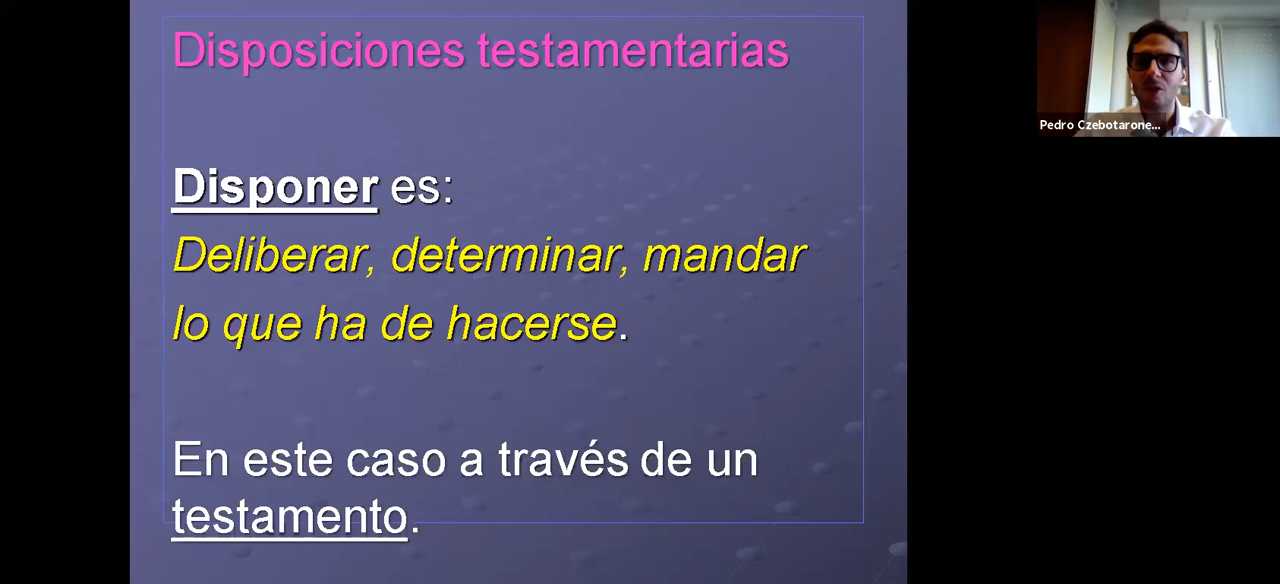 Disposiciones testamentarias
Disponer es:
Deliberar, determinar, mandar
lo que ha de hacerse.
En este caso a través de un
testamento.
Pedro Czebotarone...